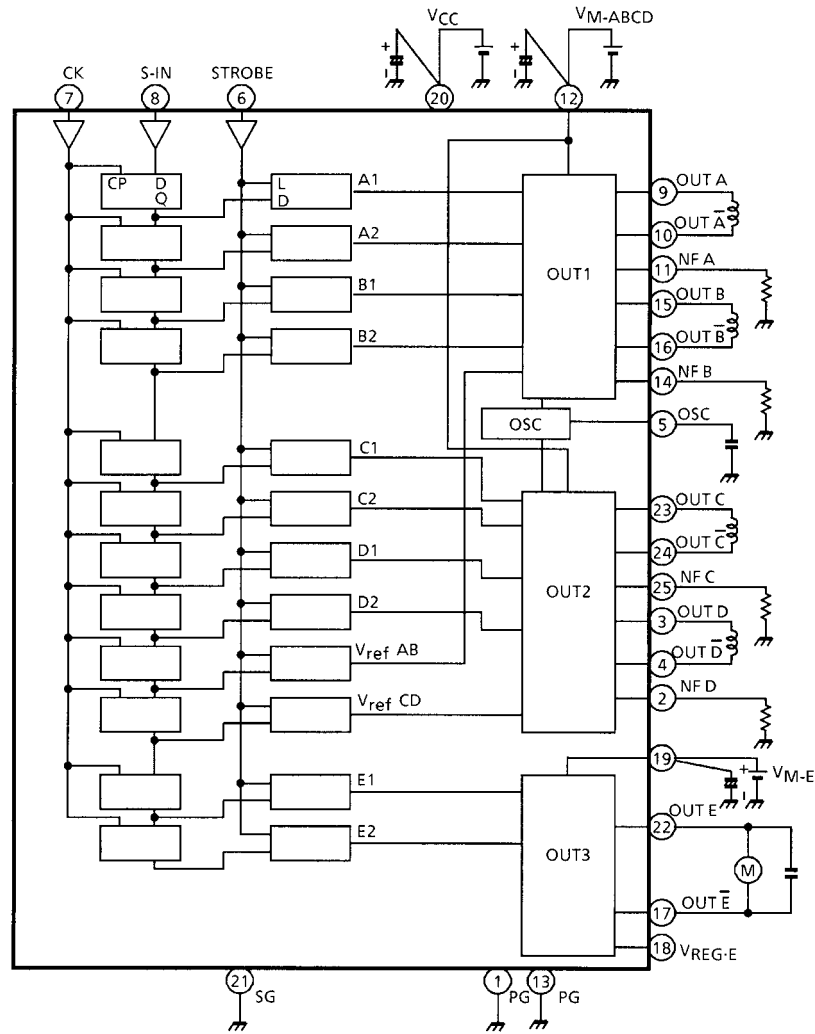 VCC
VM-ABCD
CK
S-IN
STROBE
+
+
7
8
6
20
12
CP
D
Q
L
D
A1
A2
B1
B2
C1
C2
D1
D2
Vref AB
Vref CD
E1
E2
OUT1
OSC
OUT2
OUT3
9 OUT A
10 OUT A̅
11 NF A
15 OUT B
16 OUT B̅
14 NF B
5 OSC
23 OUT C
24 OUT C̅
25 NF C
3 OUT D
4 OUT D̅
2 NF D
19
+
VM-E
22 OUT E
M
17 OUT E̅
18 VREG·E
21 SG
1 PG
13 PG